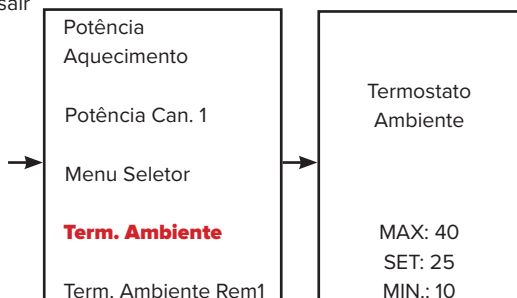 sair
Potência
Aquecimento
Potência Can. 1
Menu Seletor
Term. Ambiente
Term. Ambiente Rem1
Termostato
Ambiente
MAX: 40
SET: 25
MIN.: 10